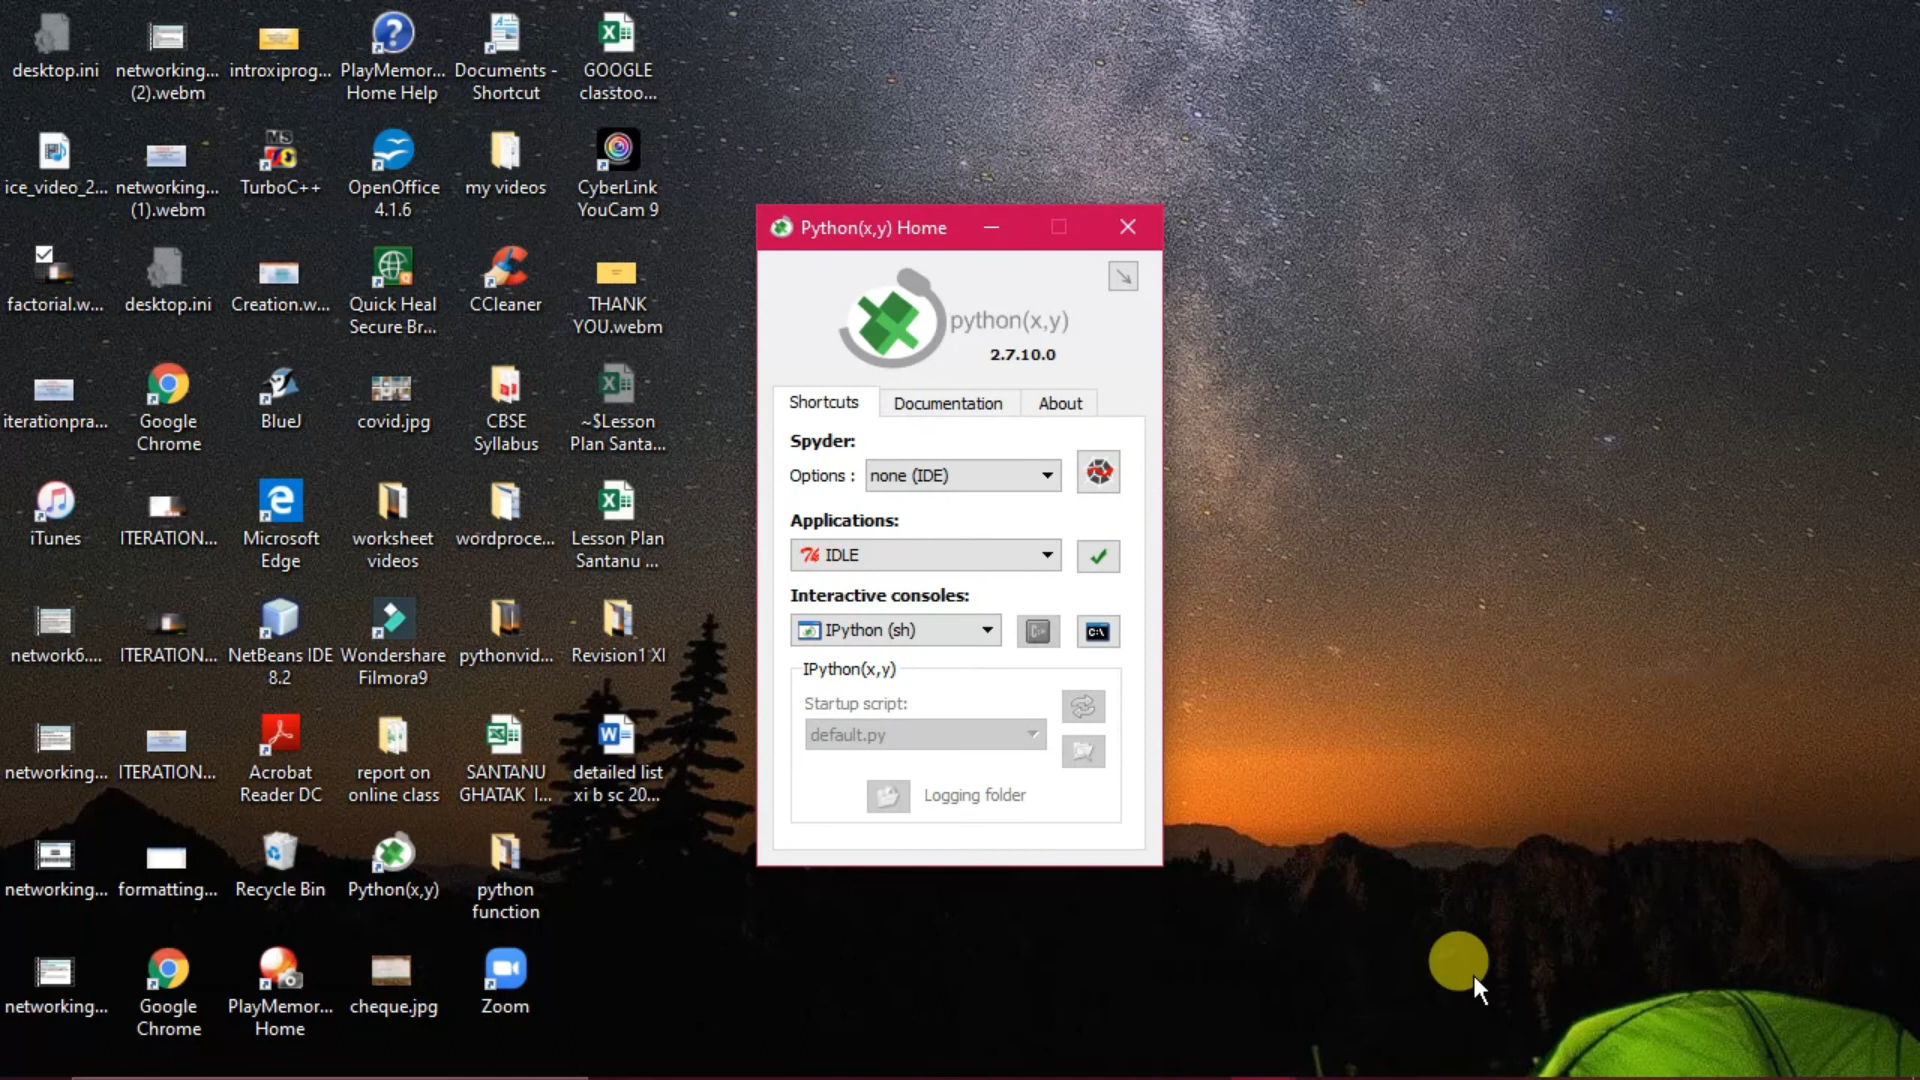 desktop.ini
networking...
(2).webm
introxiprog...
PlayMemor...
Home Help
Documents -
Shortcut
GOOGLE
classtoo...
ice_video_2...
networking...
(1).webm
MS
TurboC++
OpenOffice
4.1.6
my videos
CyberLink
YouCam 9
factorial.w...
desktop.ini
Creation.w...
Quick Heal
Secure Br...
CCleaner
THANK
YOU.webm
iterationpra...
Google
Chrome
BlueJ
covid.jpg
CBSE
Syllabus
~$Lesson
Plan Santa...
iTunes
ITERATION...
Microsoft
Edge
worksheet
videos
wordproce...
Lesson Plan
Santanu ...
network6....
ITERATION...
NetBeans IDE
8.2
Wondershare
Filmora9
pythonvid...
Revision1 XI
networking...
ITERATION...
Acrobat
Reader DC
report on
online class
SANTANU
GHATAK I...
detailed list
xi b sc 20...
networking...
formatting...
Recycle Bin
Python(x,y)
python
function
networking...
Google
Chrome
PlayMemor...
Home
cheque.jpg
Zoom
Python(x,y) Home
python(x,y)
2.7.10.0
Shortcuts
Documentation
About
Spyder:
Options :
none (IDE)
Applications:
IDLE
Interactive consoles:
IPython (sh)
C:\
IPython(x,y)
Startup script:
default.py
Logging folder